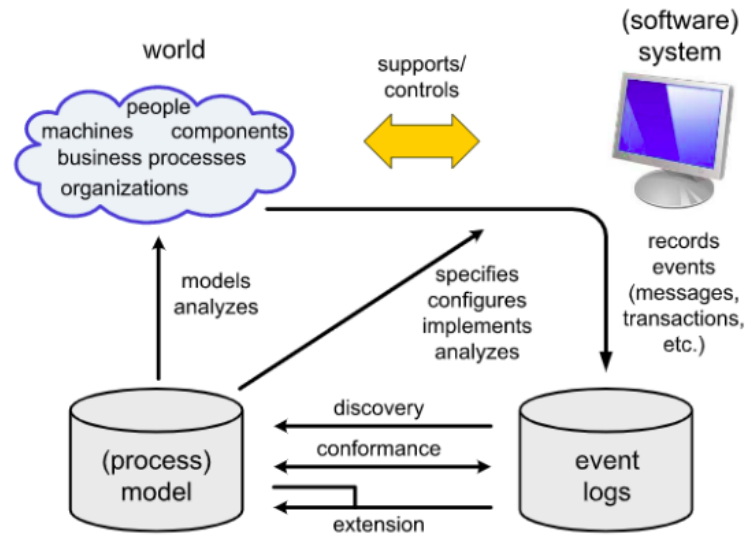 world
people
machines components
business processes
organizations
supports/
controls
(software)
system
models
analyzes
specifies
configures
implements
analyzes
records
events
(messages,
transactions,
etc.)
(process)
model
discovery
conformance
extension
event
logs